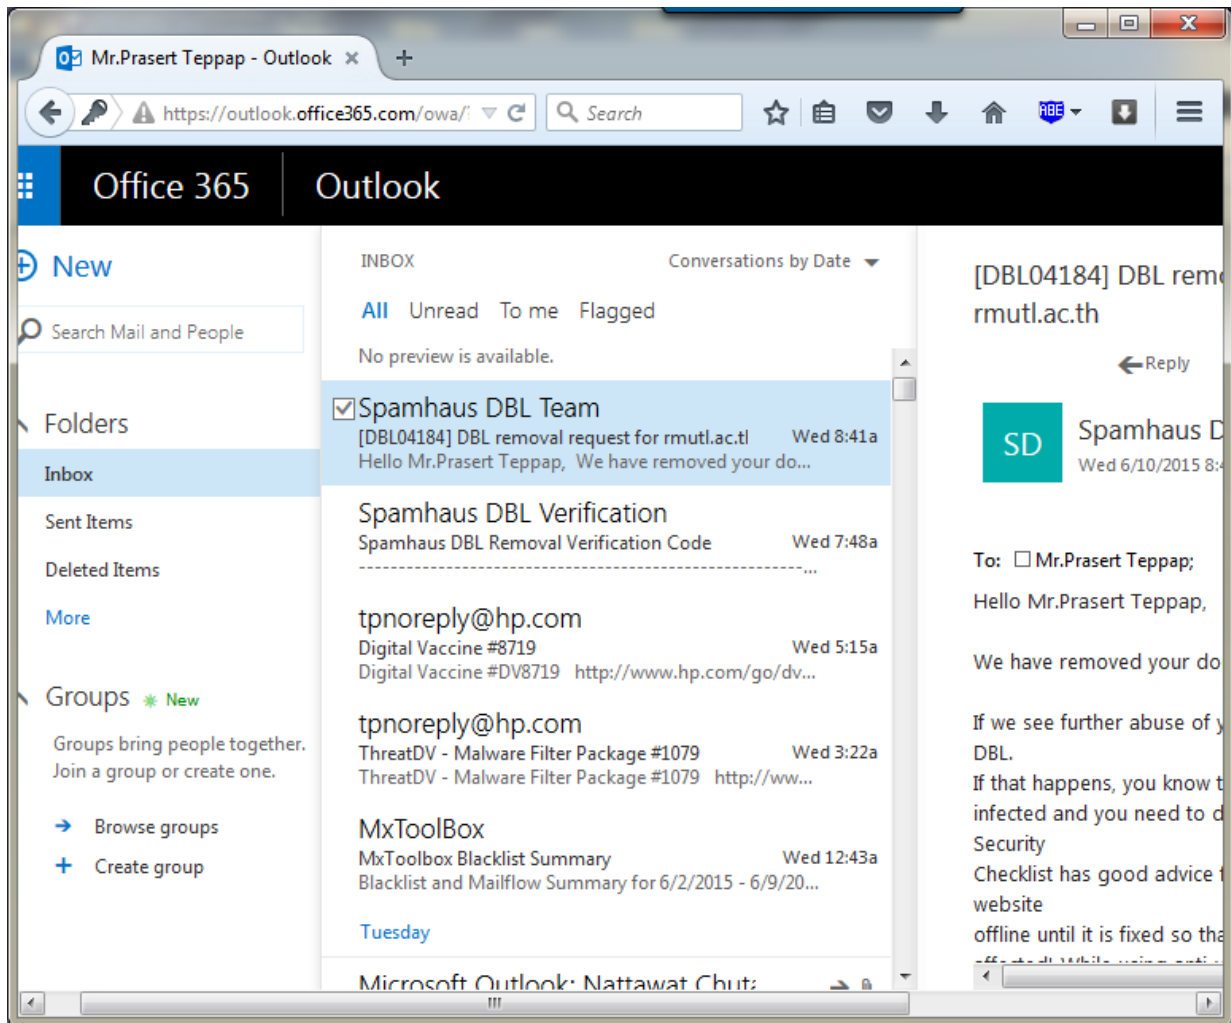 Mr.Prasert Teppap - Outlook
https://outlook.office365.com/owa/
Search
ABE
Office 365
Outlook
New
Search Mail and People
Folders
Inbox
Sent Items
Deleted Items
More
Groups New
Groups bring people together.
Join a group or create one.
Browse groups
Create group
INBOX
Conversations by Date
All Unread To me Flagged
No preview is available.
Spamhaus DBL Team
[DBL04184] DBL removal request for rmutl.ac.tl Wed 8:41a
Hello Mr.Prasert Teppap, We have removed your do...
Spamhaus DBL Verification
Spamhaus DBL Removal Verification Code Wed 7:48a
--------------------------------------------------------...
tpnoreply@hp.com
Digital Vaccine #8719 Wed 5:15a
Digital Vaccine #DV8719 http://www.hp.com/go/dv...
tpnoreply@hp.com
ThreatDV - Malware Filter Package #1079 Wed 3:22a
ThreatDV - Malware Filter Package #1079 http://ww...
MxToolBox
MxToolbox Blacklist Summary Wed 12:43a
Blacklist and Mailflow Summary for 6/2/2015 - 6/9/20...
Tuesday
Microsoft Outlook: Nattawat Chut
[DBL04184] DBL remo
rmutl.ac.th
Reply
SD
Spamhaus D
Wed 6/10/2015 8:4
To: Mr.Prasert Teppap;
Hello Mr.Prasert Teppap,
We have removed your do
If we see further abuse of y
DBL.
If that happens, you know t
infected and you need to d
Security
Checklist has good advice f
website
offline until it is fixed so tha